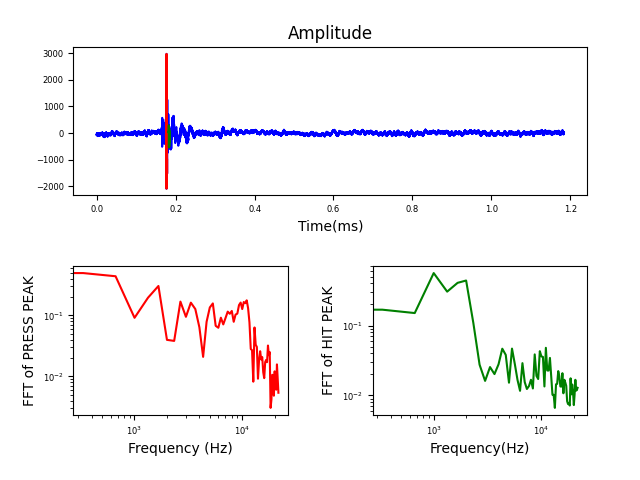 Amplitude
3000
2000
1000
0
−1000
−2000
0.0 0.2 0.4 0.6 0.8 1.0 1.2
Time(ms)
FFT of PRESS PEAK
10⁻¹
10⁻²
10³ 10⁴
Frequency (Hz)
FFT of HIT PEAK
10⁻¹
10⁻²
10³ 10⁴
Frequency(Hz)